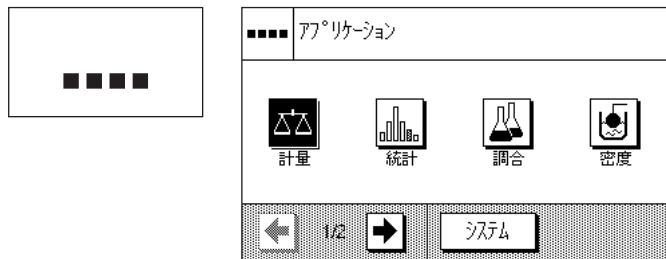 アプリケーション
計量 統計 調合 密度
1/2 システム